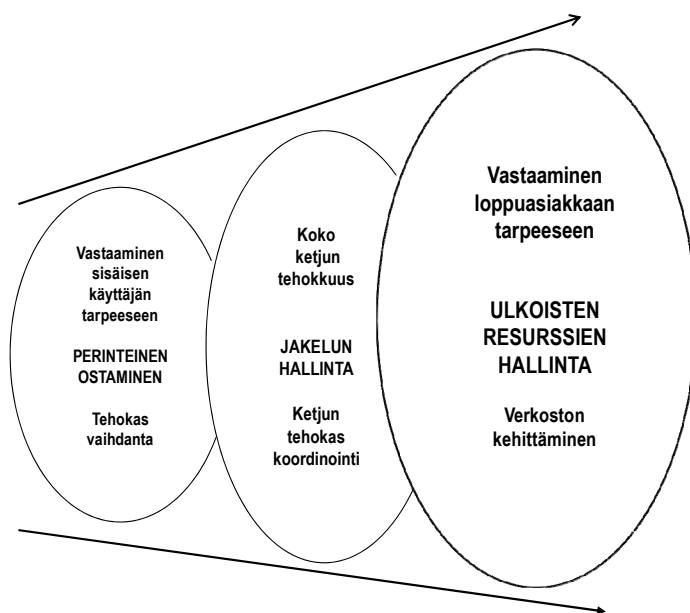 Vastaaminen
sisäisen
käyttäjän
tarpeeseen
PERINTEINEN
OSTAMINEN
Tehokas
vaihdanta
Koko
ketjun
tehokkuus
JAKELUN
HALLINTA
Ketjun
tehokas
koordinointi
Vastaaminen
loppuasiakkaan
tarpeeseen
ULKOISTEN
RESURSSIEN
HALLINTA
Verkoston
kehittäminen